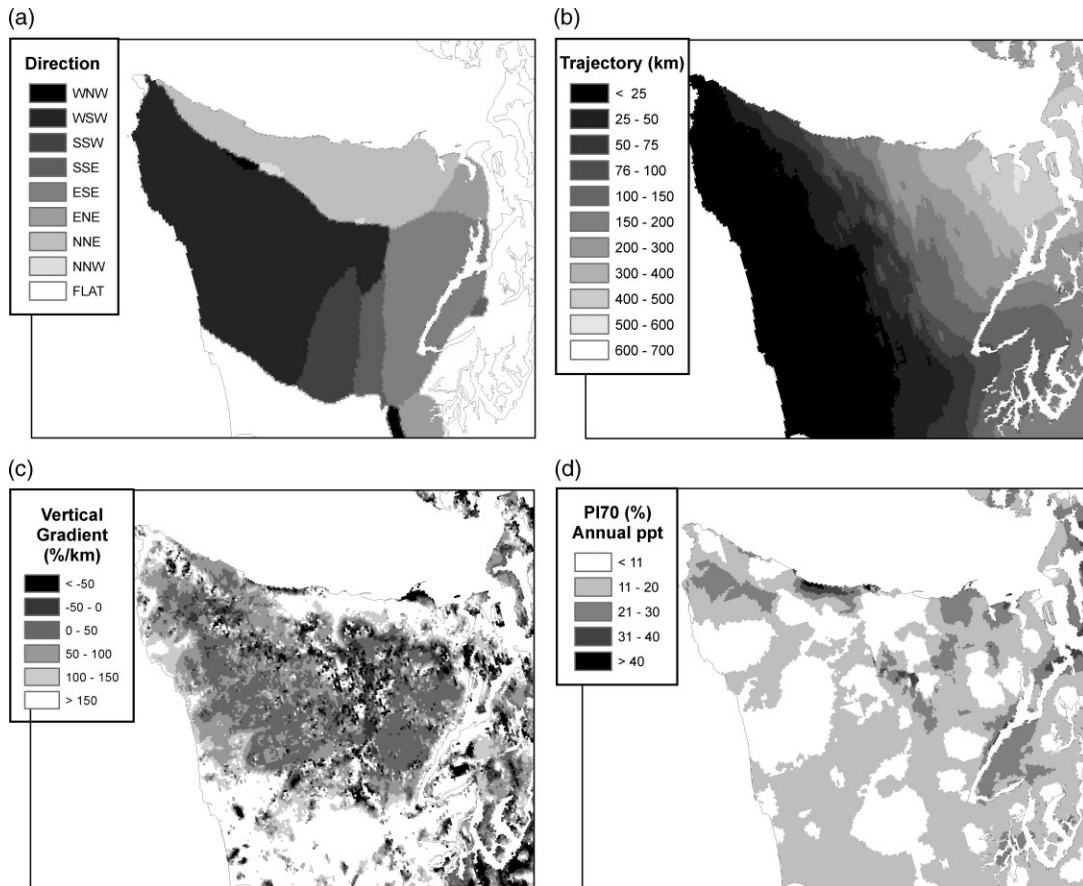 (a)
Direction
WNW
WSW
SSW
SSE
ESE
ENE
NNE
NNW
FLAT
(b)
Trajectory (km)
< 25
25 - 50
50 - 75
76 - 100
100 - 150
150 - 200
200 - 300
300 - 400
400 - 500
500 - 600
600 - 700
(c)
Vertical
Gradient
(%/km)
< -50
-50 - 0
0 - 50
50 - 100
100 - 150
> 150
(d)
PI70 (%)
Annual ppt
< 11
11 - 20
21 - 30
31 - 40
> 40